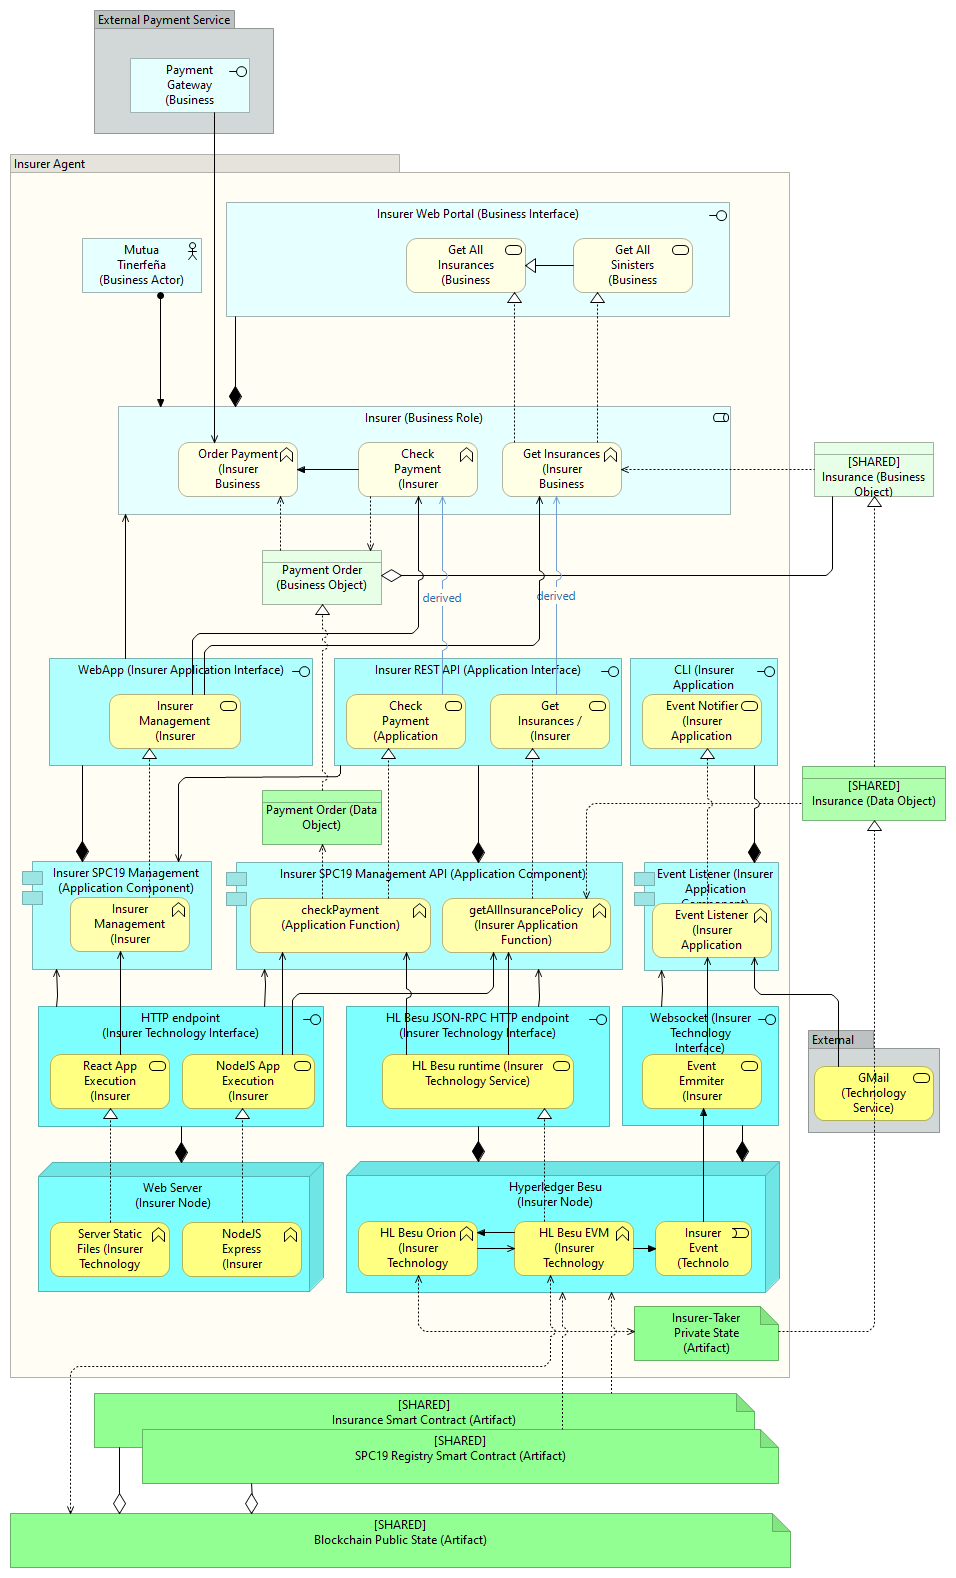 External Payment Service
Payment
Gateway
(Business
Insurer Agent
Insurer Web Portal (Business Interface)
Mutua
Tinerfeña
(Business Actor)
Get All
Insurances
(Business
Get All
Sinisters
(Business
Insurer (Business Role)
Order Payment
(Insurer
Business
Check
Payment
(Insurer
Get Insurances
(Insurer
Business
[SHARED]
Insurance (Business
Object)
Payment Order
(Business Object)
derived
derived
WebApp (Insurer Application Interface)
Insurer
Management
(Insurer
Insurer REST API (Application Interface)
Check
Payment
(Application
Get
Insurances /
(Insurer
CLI (Insurer
Application
Event Notifier
(Insurer
Application
Payment Order (Data
Object)
[SHARED]
Insurance (Data Object)
Insurer SPC19 Management
(Application Component)
Insurer
Management
(Insurer
Insurer SPC19 Management API (Application Component)
checkPayment
(Application Function)
getAllInsurancePolicy
(Insurer Application
Function)
Event Listener (Insurer
Application
Component)
Event Listener
(Insurer
Application
HTTP endpoint
(Insurer Technology Interface)
React App
Execution
(Insurer
NodeJS App
Execution
(Insurer
HL Besu JSON-RPC HTTP endpoint
(Insurer Technology Interface)
HL Besu runtime (Insurer
Technology Service)
Websocket (Insurer
Technology
Interface)
Event
Emmiter
(Insurer
External
GMail
(Technology
Service)
Web Server
(Insurer Node)
Server Static
Files (Insurer
Technology
NodeJS
Express
(Insurer
Hyperledger Besu
(Insurer Node)
HL Besu Orion
(Insurer
Technology
HL Besu EVM
(Insurer
Technology
Insurer
Event
(Technolo
Insurer-Taker
Private State
(Artifact)
[SHARED]
Insurance Smart Contract (Artifact)
[SHARED]
SPC19 Registry Smart Contract (Artifact)
[SHARED]
Blockchain Public State (Artifact)